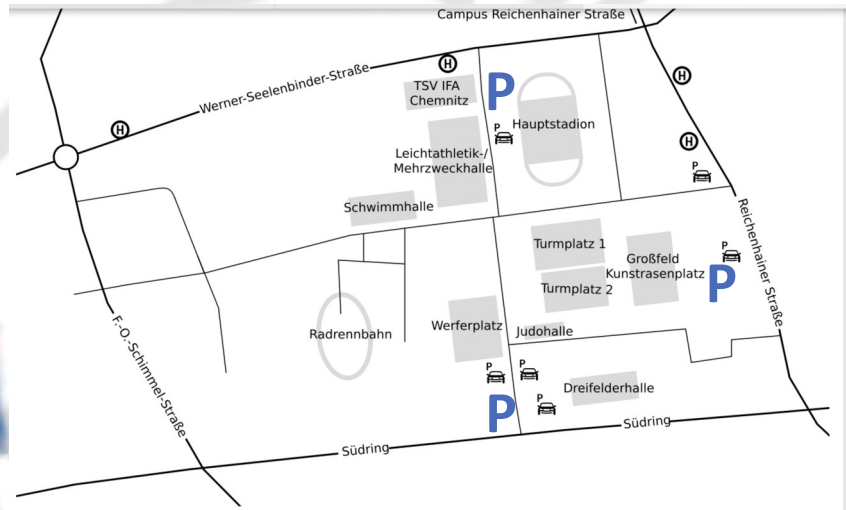 Campus Reichenhainer Straße
H
Werner-Seelenbinder-Straße
H
H
TSV IFA
Chemnitz
P
P
Hauptstadion
H
Leichtathletik-/
Mehrzweckhalle
P
Schwimmhalle
Reichenhainer Straße
Turmplatz 1
P
Großfeld
Kunstrasenplatz
P
Turmplatz 2
Radrennbahn
Werferplatz
Judohalle
F.-O.-Schimmel-Straße
P
P
Dreifelderhalle
P
P
Südring
Südring